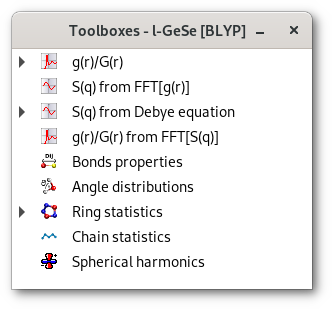 Toolboxes - l-GeSe [BLYP]
g(r)/G(r)
S(q) from FFT[g(r)]
S(q) from Debye equation
g(r)/G(r) from FFT[S(q)]
Dij
Bonds properties
Angle distributions
Ring statistics
Chain statistics
Spherical harmonics